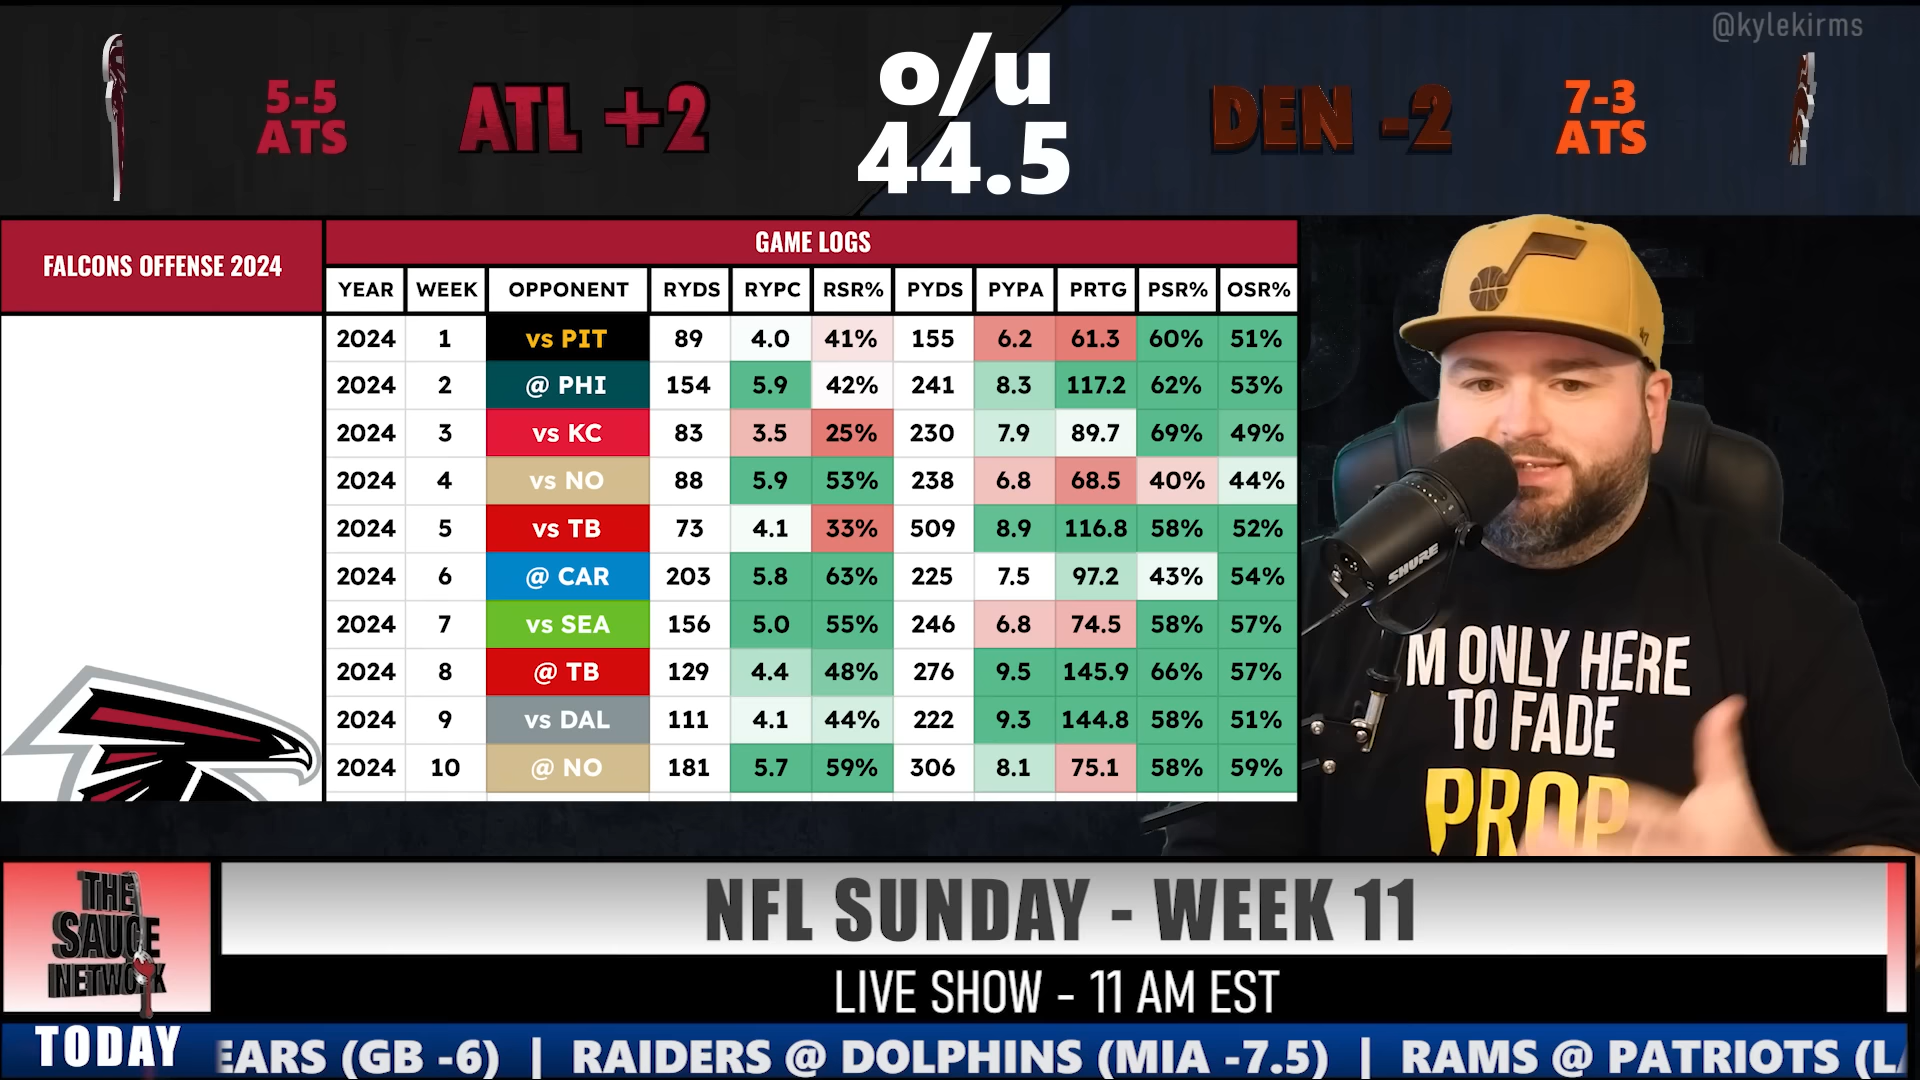 @kylekirms
5-5
ATS
ATL +2
o/u
44.5
DEN -2
7-3
ATS
FALCONS OFFENSE 2024
GAME LOGS
YEAR WEEK OPPONENT RYDS RYPC RSR% PYDS PYPA PRTG PSR% OSR%
2024 1 vs PIT 89 4.0 41% 155 6.2 61.3 60% 51%
2024 2 @ PHI 154 5.9 42% 241 8.3 117.2 62% 53%
2024 3 vs KC 83 3.5 25% 230 7.9 89.7 69% 49%
2024 4 vs NO 88 5.9 53% 238 6.8 68.5 40% 44%
2024 5 vs TB 73 4.1 33% 509 8.9 116.8 58% 52%
2024 6 @ CAR 203 5.8 63% 225 7.5 97.2 43% 54%
2024 7 vs SEA 156 5.0 55% 246 6.8 74.5 58% 57%
2024 8 @ TB 129 4.4 48% 276 9.5 145.9 66% 57%
2024 9 vs DAL 111 4.1 44% 222 9.3 144.8 58% 51%
2024 10 @ NO 181 5.7 59% 306 8.1 75.1 58% 59%
SHURE
M ONLY HERE
TO FADE
PROP
THE
SAUCE
NETWORK
NFL SUNDAY - WEEK 11
LIVE SHOW - 11 AM EST
TODAY
EARS (GB -6) | RAIDERS @ DOLPHINS (MIA -7.5) | RAMS @ PATRIOTS (LA